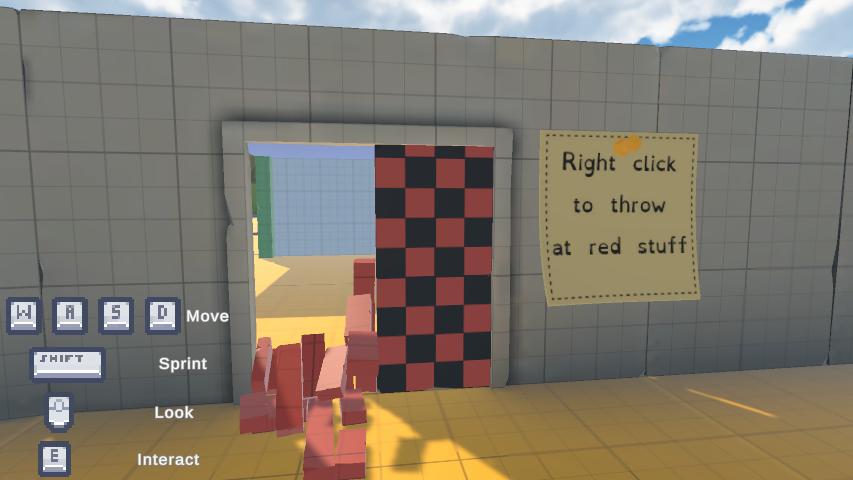 Right click
to throw
at red stuff
W A S D Move
SHIFT Sprint
Look
E Interact